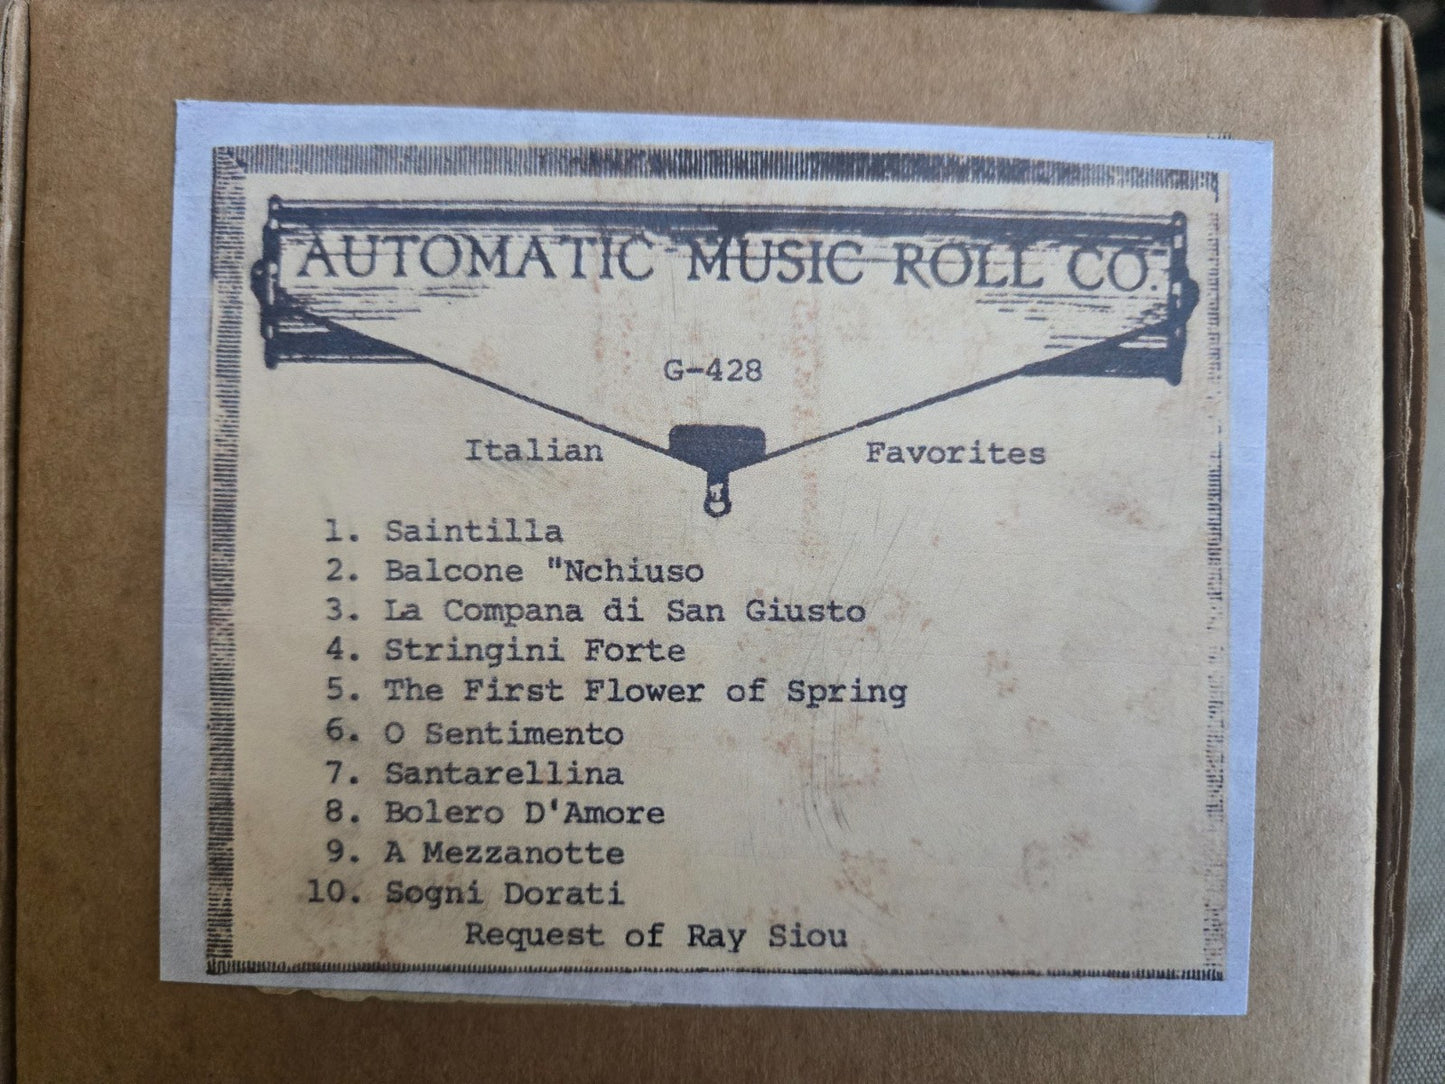 AUTOMATIC MUSIC ROLL CO.
G-428
Italian Favorites
1. Saintilla
2. Balcone "Nchiuso
3. La Compana di San Giusto
4. Stringini Forte
5. The First Flower of Spring
6. O Sentimento
7. Santarellina
8. Bolero D'Amore
9. A Mezzanotte
10. Sogni Dorati
Request of Ray Siou